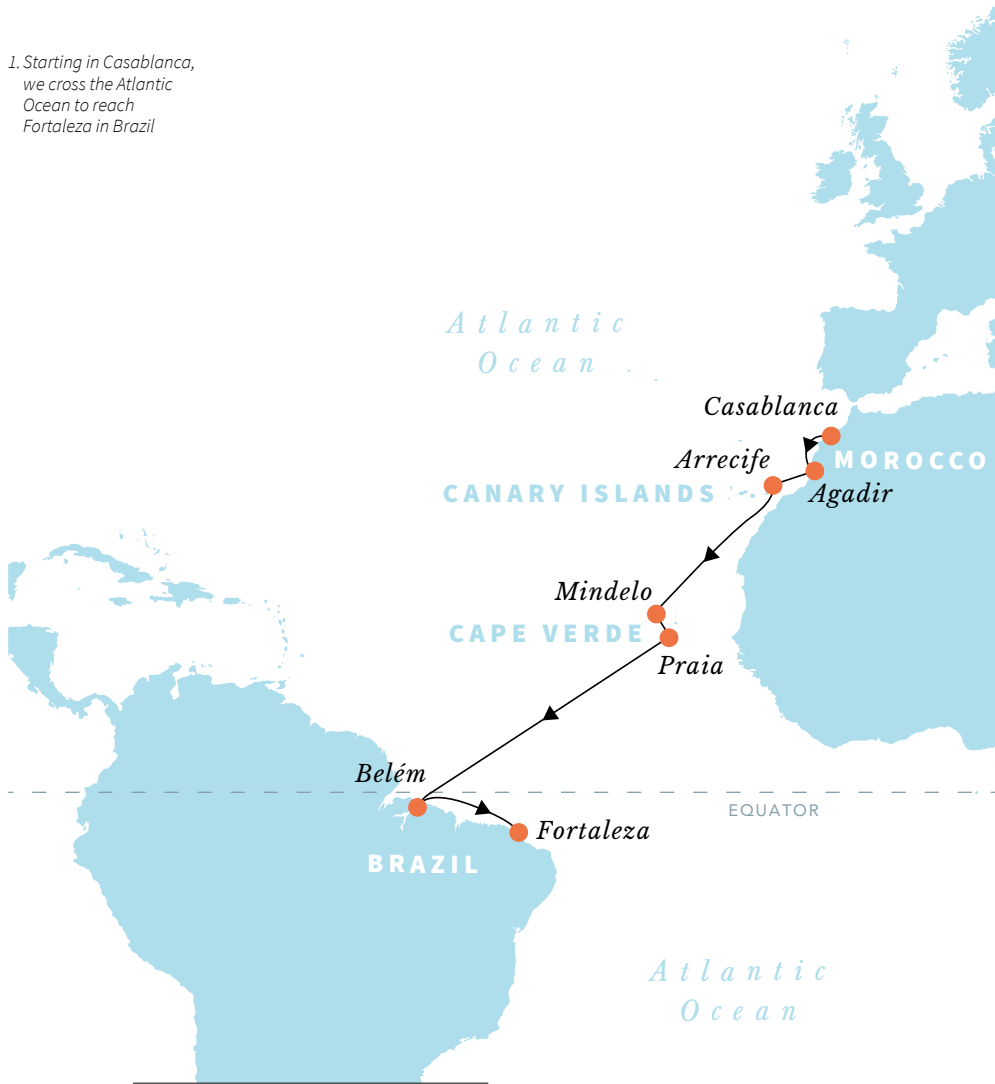 1. Starting in Casablanca,
we cross the Atlantic
Ocean to reach
Fortaleza in Brazil
Atlantic
Ocean
Casablanca
Arrecife
MOROCCO
CANARY ISLANDS
Agadir
Mindelo
CAPE VERDE
Praia
Belém
EQUATOR
Fortaleza
BRAZIL
Atlantic
Ocean